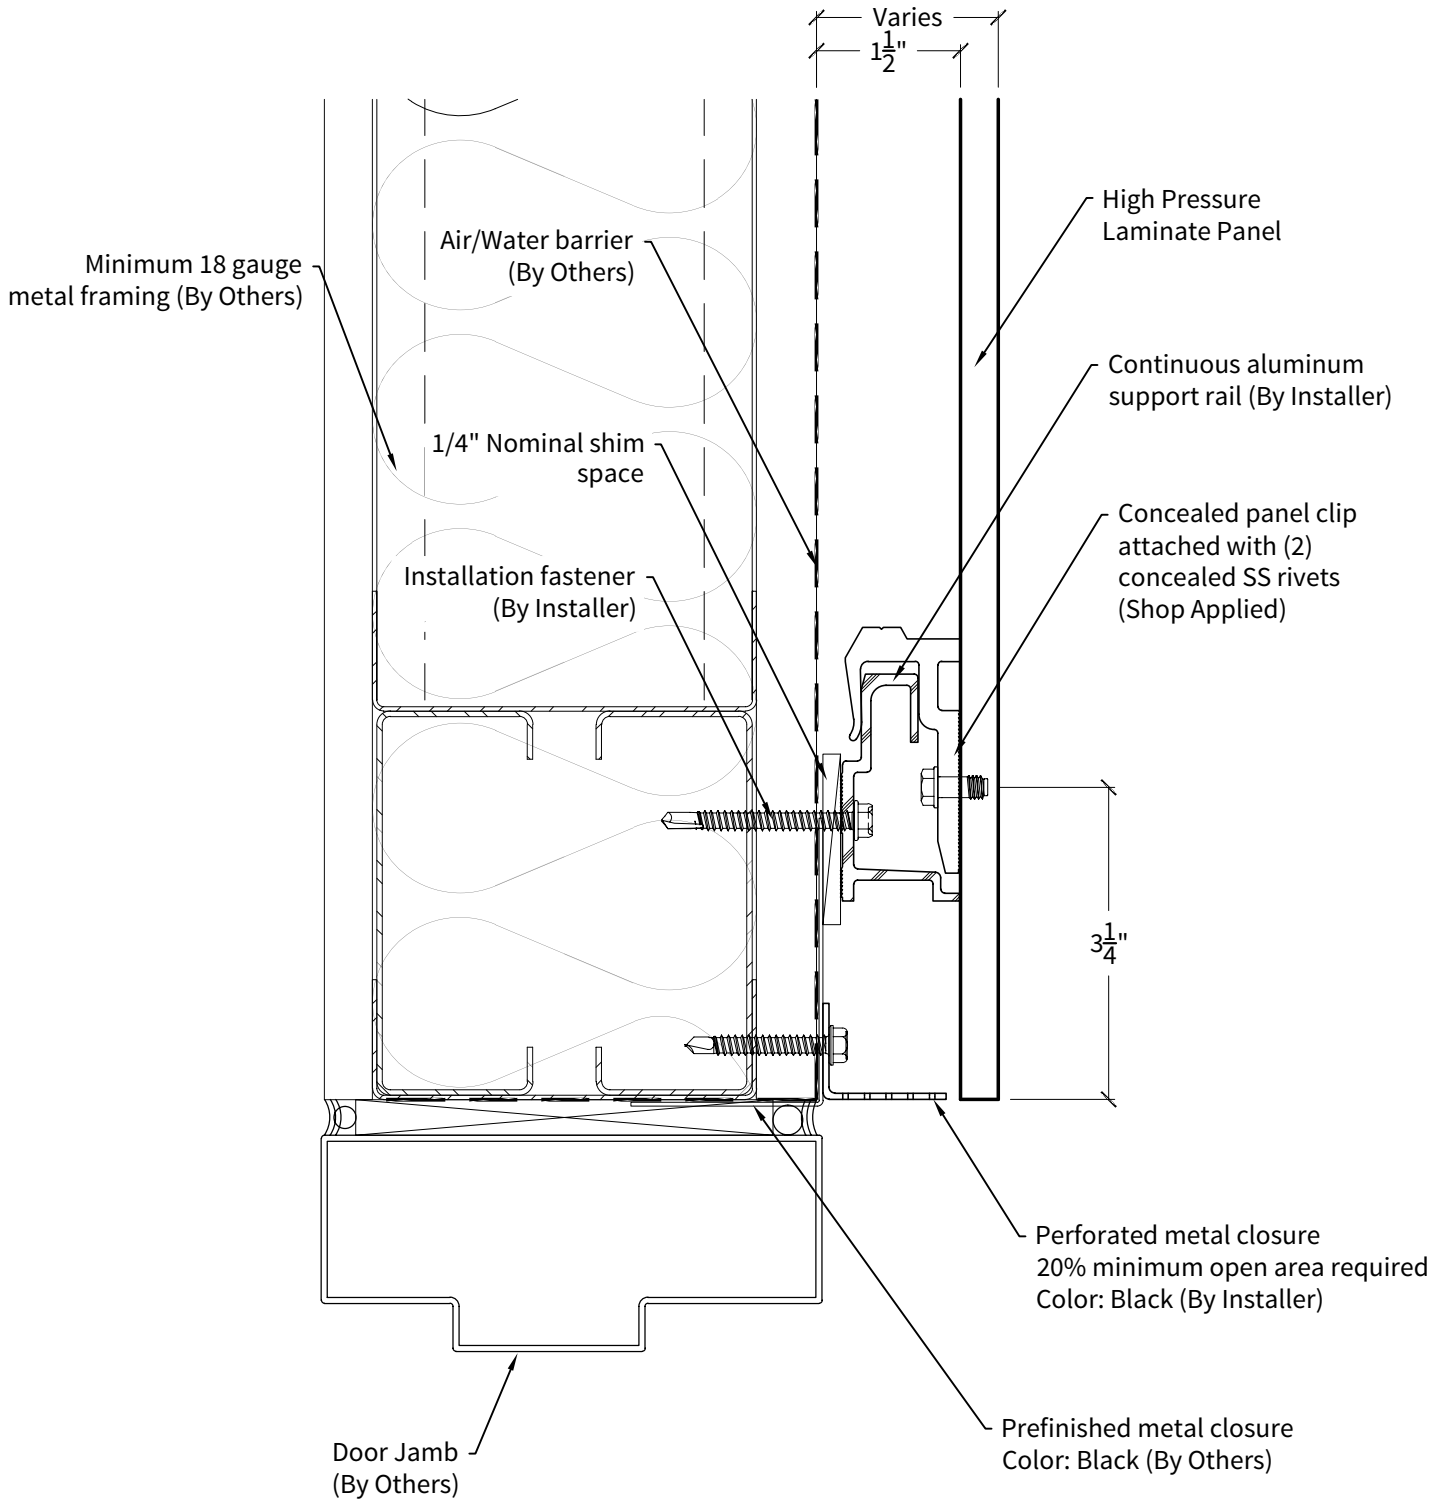 Varies
1 1/2"
High Pressure
Laminate Panel
Air/Water barrier
(By Others)
Minimum 18 gauge
metal framing (By Others)
Continuous aluminum
support rail (By Installer)
1/4" Nominal shim
space
Concealed panel clip
attached with (2)
concealed SS rivets
(Shop Applied)
Installation fastener
(By Installer)
3 1/4"
Perforated metal closure
20% minimum open area required
Color: Black (By Installer)
Prefinished metal closure
Color: Black (By Others)
Door Jamb
(By Others)